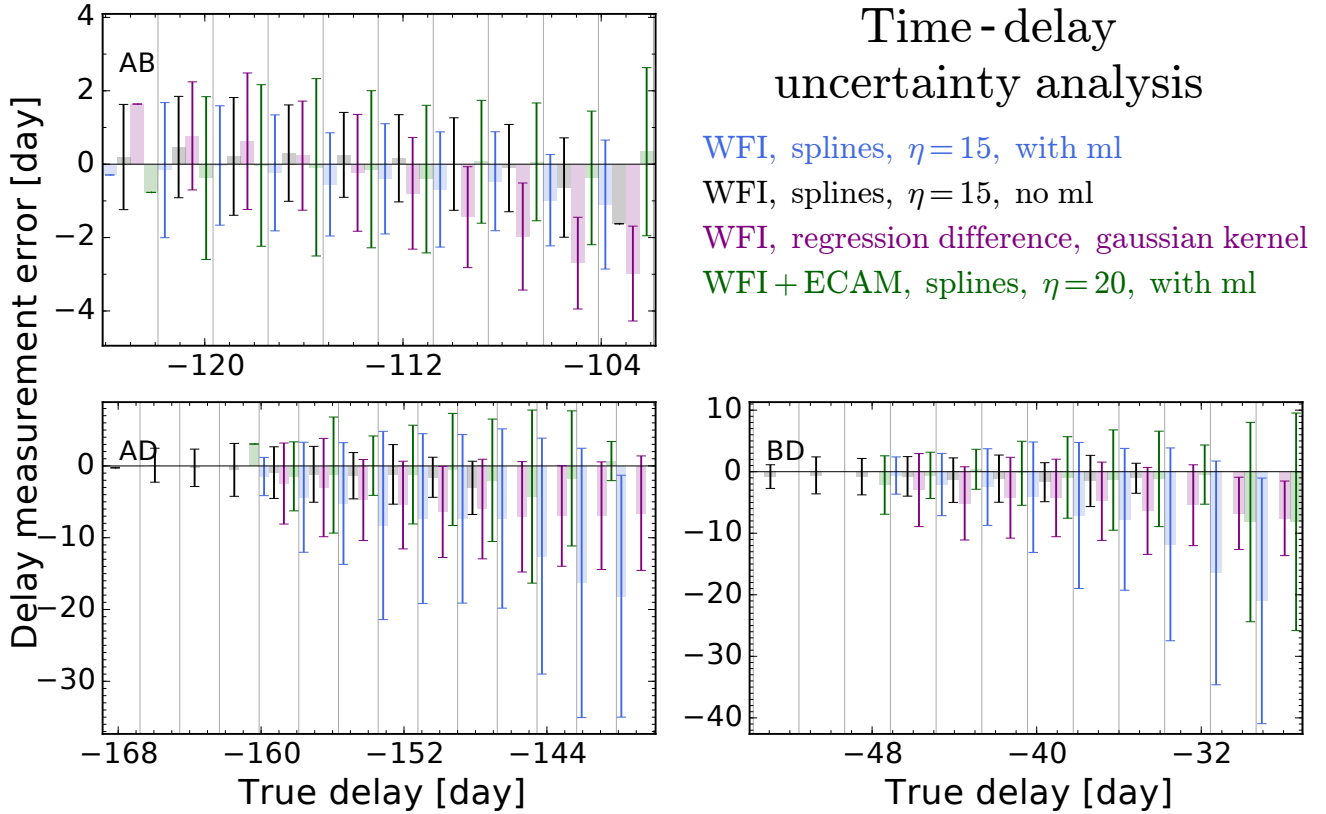 Time-delay
uncertainty analysis
WFI, splines, η=15, with ml
WFI, splines, η=15, no ml
WFI, regression difference, gaussian kernel
WFI+ECAM, splines, η=20, with ml
Delay measurement error [day]
AB
4
2
0
−2
−4
−120 −112 −104
AD
0
−10
−20
−30
−168 −160 −152 −144
True delay [day]
BD
10
0
−10
−20
−30
−40
−48 −40 −32
True delay [day]